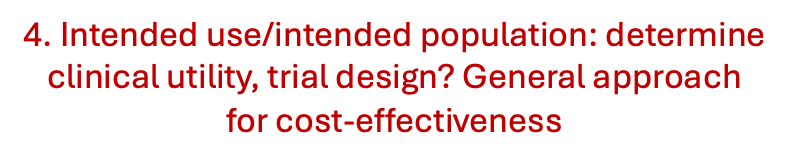 4. Intended use/intended population: determine
clinical utility, trial design? General approach
for cost-effectiveness